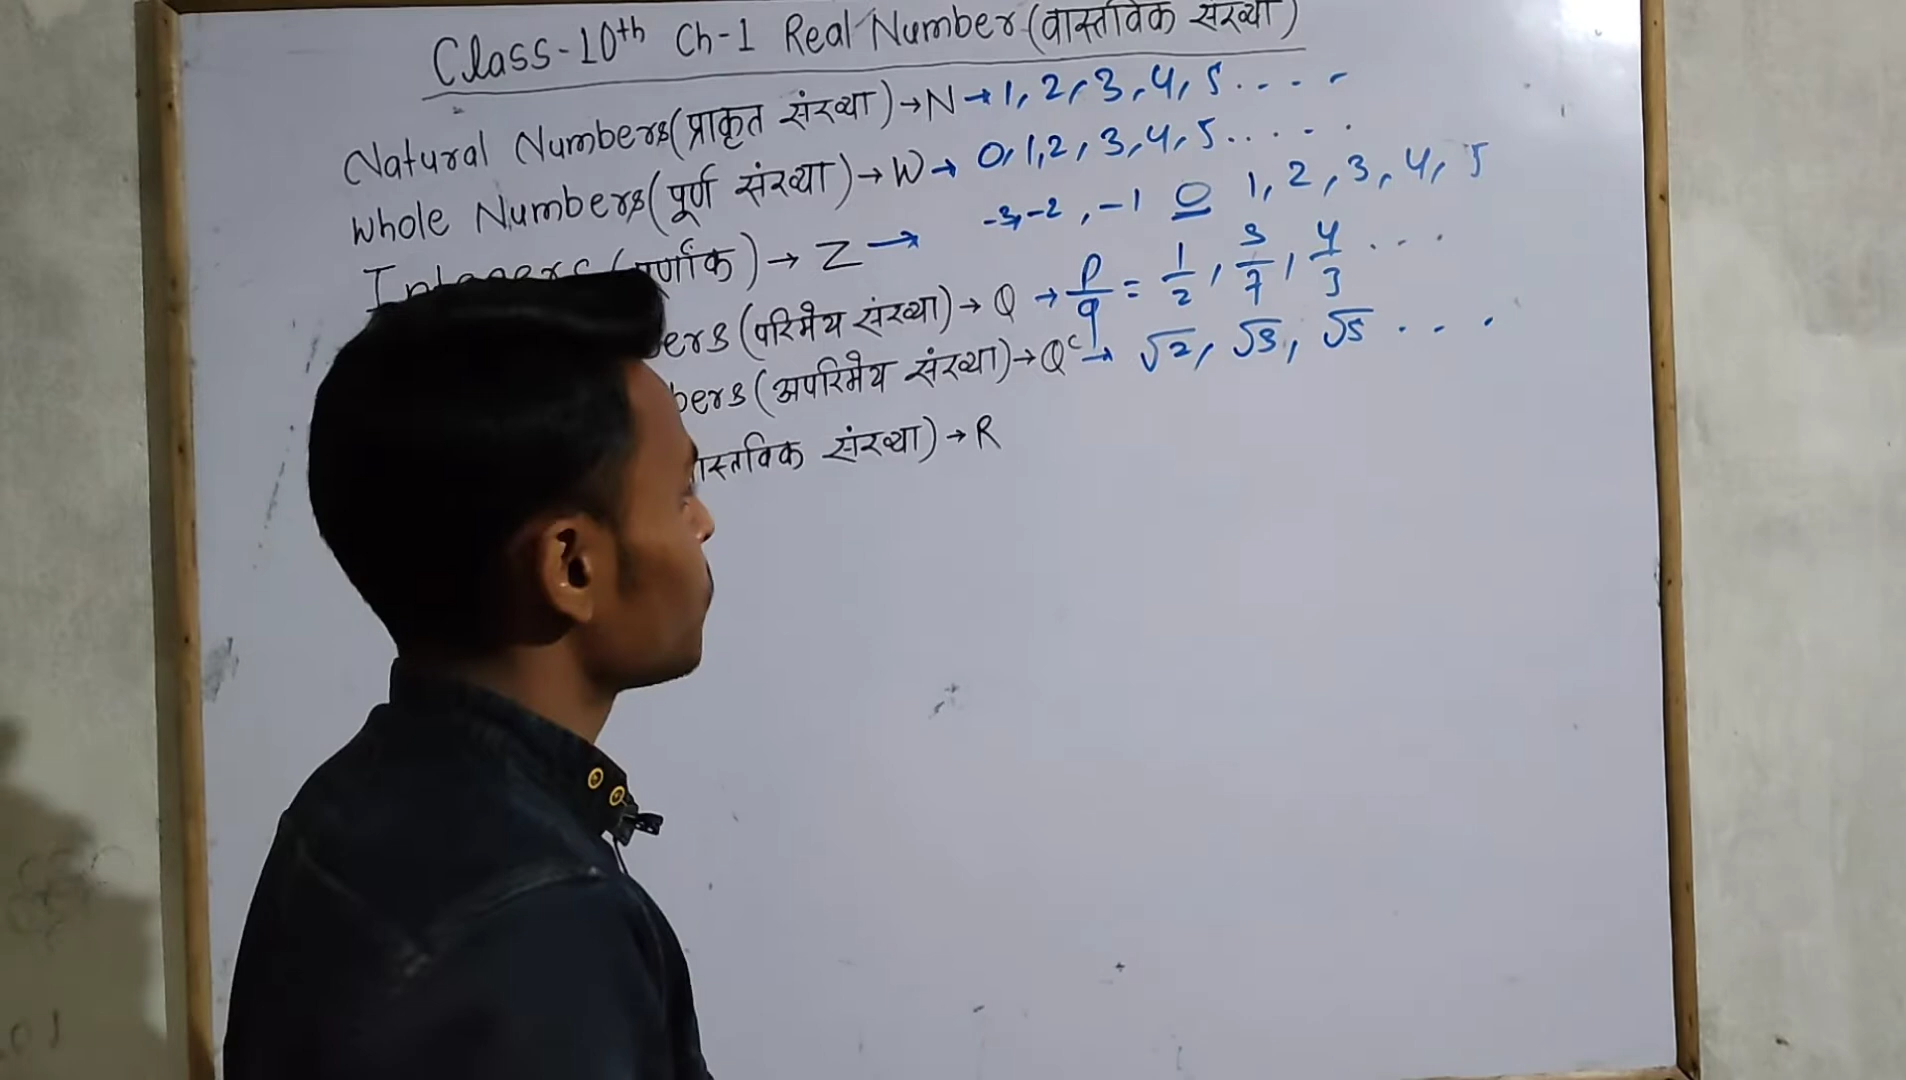 Class-10th Ch-1 Real Number (वास्तविक संख्या)
Natural Numbers (प्राकृत संख्या) → N → 1, 2, 3, 4, 5 . . . .
Whole Numbers (पूर्ण संख्या) → W → 0, 1, 2, 3, 4, 5 . . . . .
Integers (पूर्णांक) → Z → -3, -2, -1 0 1, 2, 3, 4, 5
bers (परिमेय संख्या) → Q → p/q = 1/2, 3/7, 4/3 . . .
bers (अपरिमेय संख्या) → Qᶜ → √2, √3, √5 . . .
वास्तविक संख्या) → R